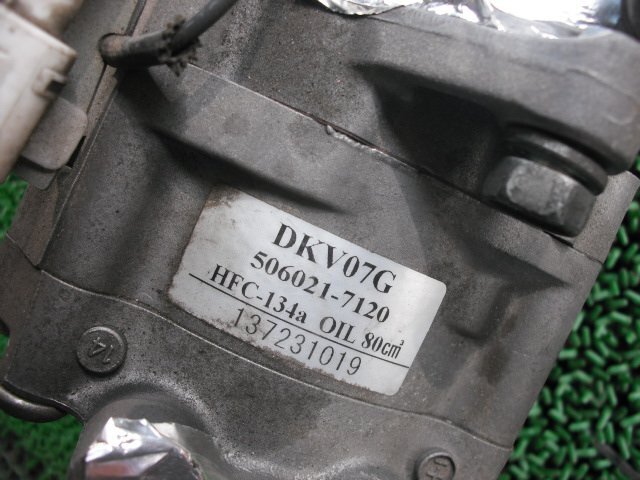 DKV07G
506021-7120
HFC-134a OIL 80cm³
137231019
14